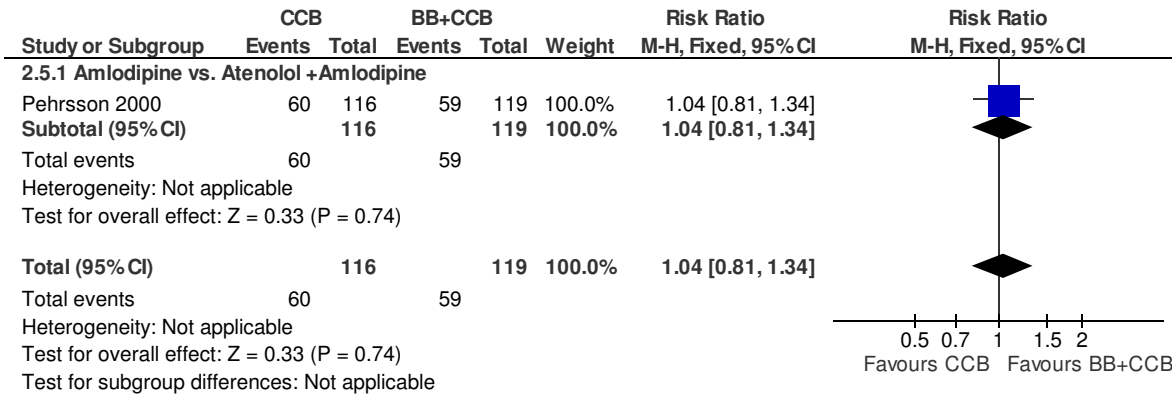 CCB BB+CCB Risk Ratio Risk Ratio
Study or Subgroup Events Total Events Total Weight M-H, Fixed, 95% CI M-H, Fixed, 95% CI
2.5.1 Amlodipine vs. Atenolol +Amlodipine
Pehrsson 2000 60 116 59 119 100.0% 1.04 [0.81, 1.34]
Subtotal (95% CI) 116 119 100.0% 1.04 [0.81, 1.34]
Total events 60 59
Heterogeneity: Not applicable
Test for overall effect: Z = 0.33 (P = 0.74)
Total (95% CI) 116 119 100.0% 1.04 [0.81, 1.34]
Total events 60 59
Heterogeneity: Not applicable
Test for overall effect: Z = 0.33 (P = 0.74)
Test for subgroup differences: Not applicable
0.5 0.7 1 1.5 2
Favours CCB Favours BB+CCB